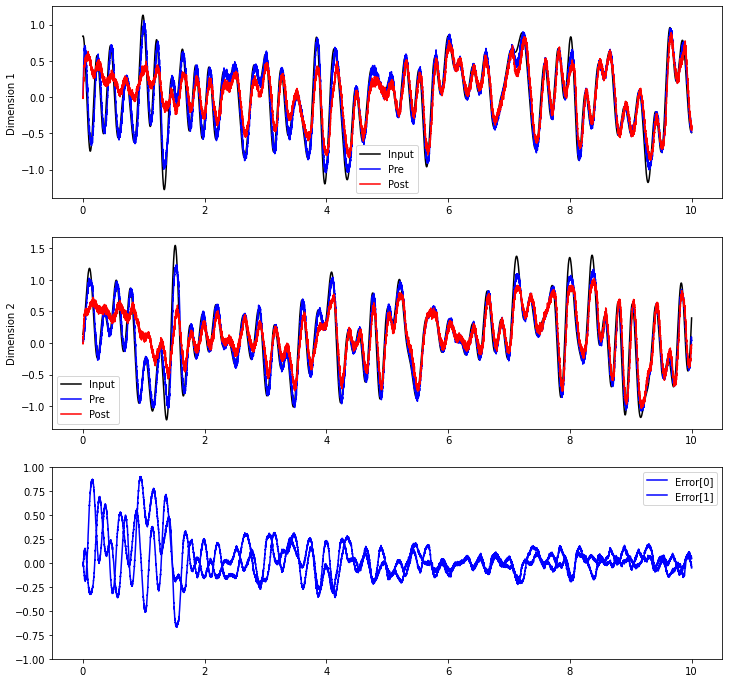 1.0
0.5
0.0
−0.5
−1.0
Dimension 1
Input
Pre
Post
0 2 4 6 8 10
1.5
1.0
0.5
0.0
−0.5
−1.0
Dimension 2
Input
Pre
Post
0 2 4 6 8 10
1.00
0.75
0.50
0.25
0.00
−0.25
−0.50
−0.75
−1.00
Error[0]
Error[1]
0 2 4 6 8 10